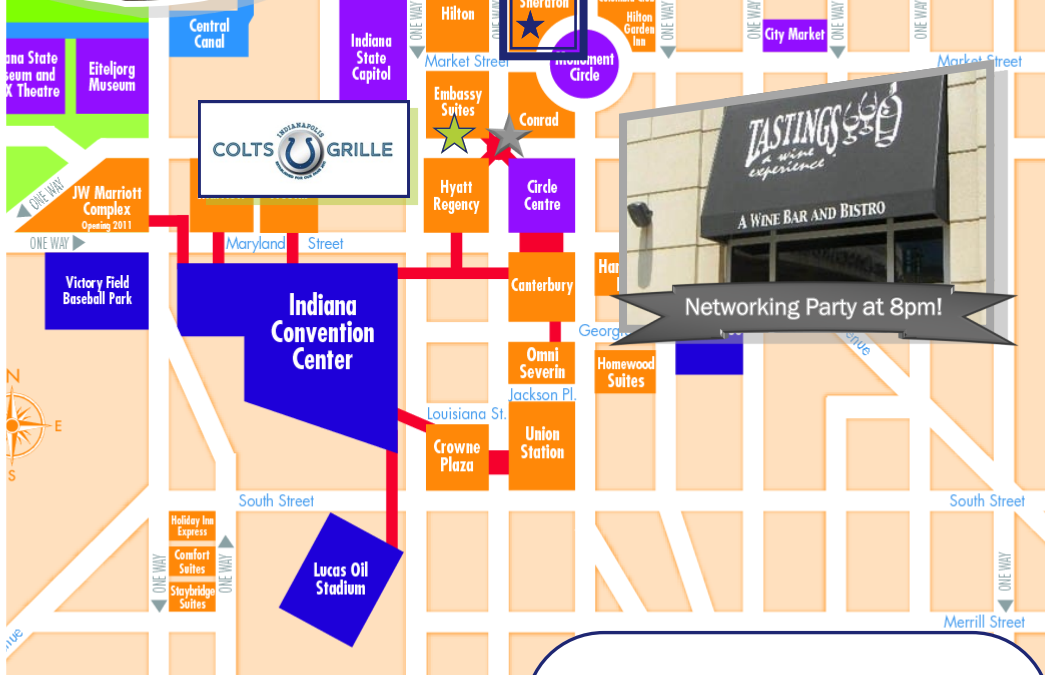 Central
Canal
Hilton
Sheraton
ONE WAY
ONE WAY
Hilton
Garden
Inn
ONE WAY
City Market
ONE WAY
ONE WAY
Indiana
State
Capitol
Market Street
Monument
Circle
Market Street
State
and
Theatre
Eiteljorg
Museum
Embassy
Suites
Conrad
INDIANAPOLIS
COLTS GRILLE
TASTINGS
a wine
experience
A WINE BAR AND BISTRO
Networking Party at 8pm!
ONE WAY
JW Marriott
Complex
Opening 2011
Hyatt
Regency
Circle
Centre
ONE WAY
Maryland Street
Victory Field
Baseball Park
Indiana
Convention
Center
Canterbury
Omni
Severin
Homewood
Suites
Jackson Pl.
Louisiana St.
Crowne
Plaza
Union
Station
N
E
S
South Street
South Street
Holiday Inn
Express
Comfort
Suites
Staybridge
Suites
ONE WAY
ONE WAY
Lucas Oil
Stadium
ONE WAY
Merrill Street